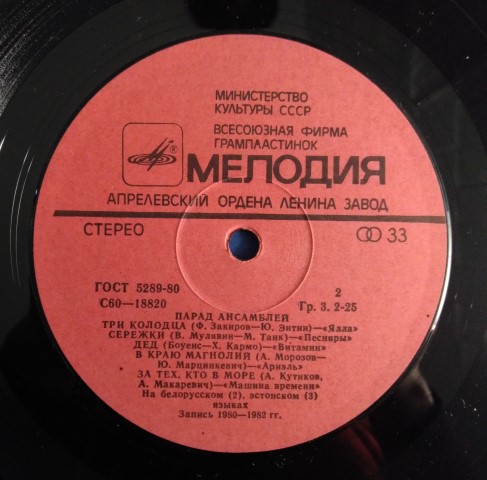 МИНИСТЕРСТВО
КУЛЬТУРЫ СССР
ВСЕСОЮЗНАЯ ФИРМА
ГРАМПЛАСТИНОК
® МЕЛОДИЯ
АПРЕЛЕВСКИЙ ОРДЕНА ЛЕНИНА ЗАВОД
СТЕРЕО 33
ГОСТ 5289-80 2
С60—18820 Гр. 3. 2-25
ПАРАД АНСАМБЛЕЙ
ТРИ КОЛОДЦА (Ф. Закиров—Ю. Энтин)—«Ялла»
СЕРЕЖКИ (В. Мулявин—М. Танк)—«Песняры»
ДЕД (Боуенс—Х. Кармо)—«Витамин»
В КРАЮ МАГНОЛИЙ (А. Морозов—
Ю. Марцинкевич)—«Ариэль»
ЗА ТЕХ, КТО В МОРЕ (А. Кутиков,
А. Макаревич)—«Машина времени»
На белорусском (2), эстонском (3)
языках
Запись 1980—1982 гг.